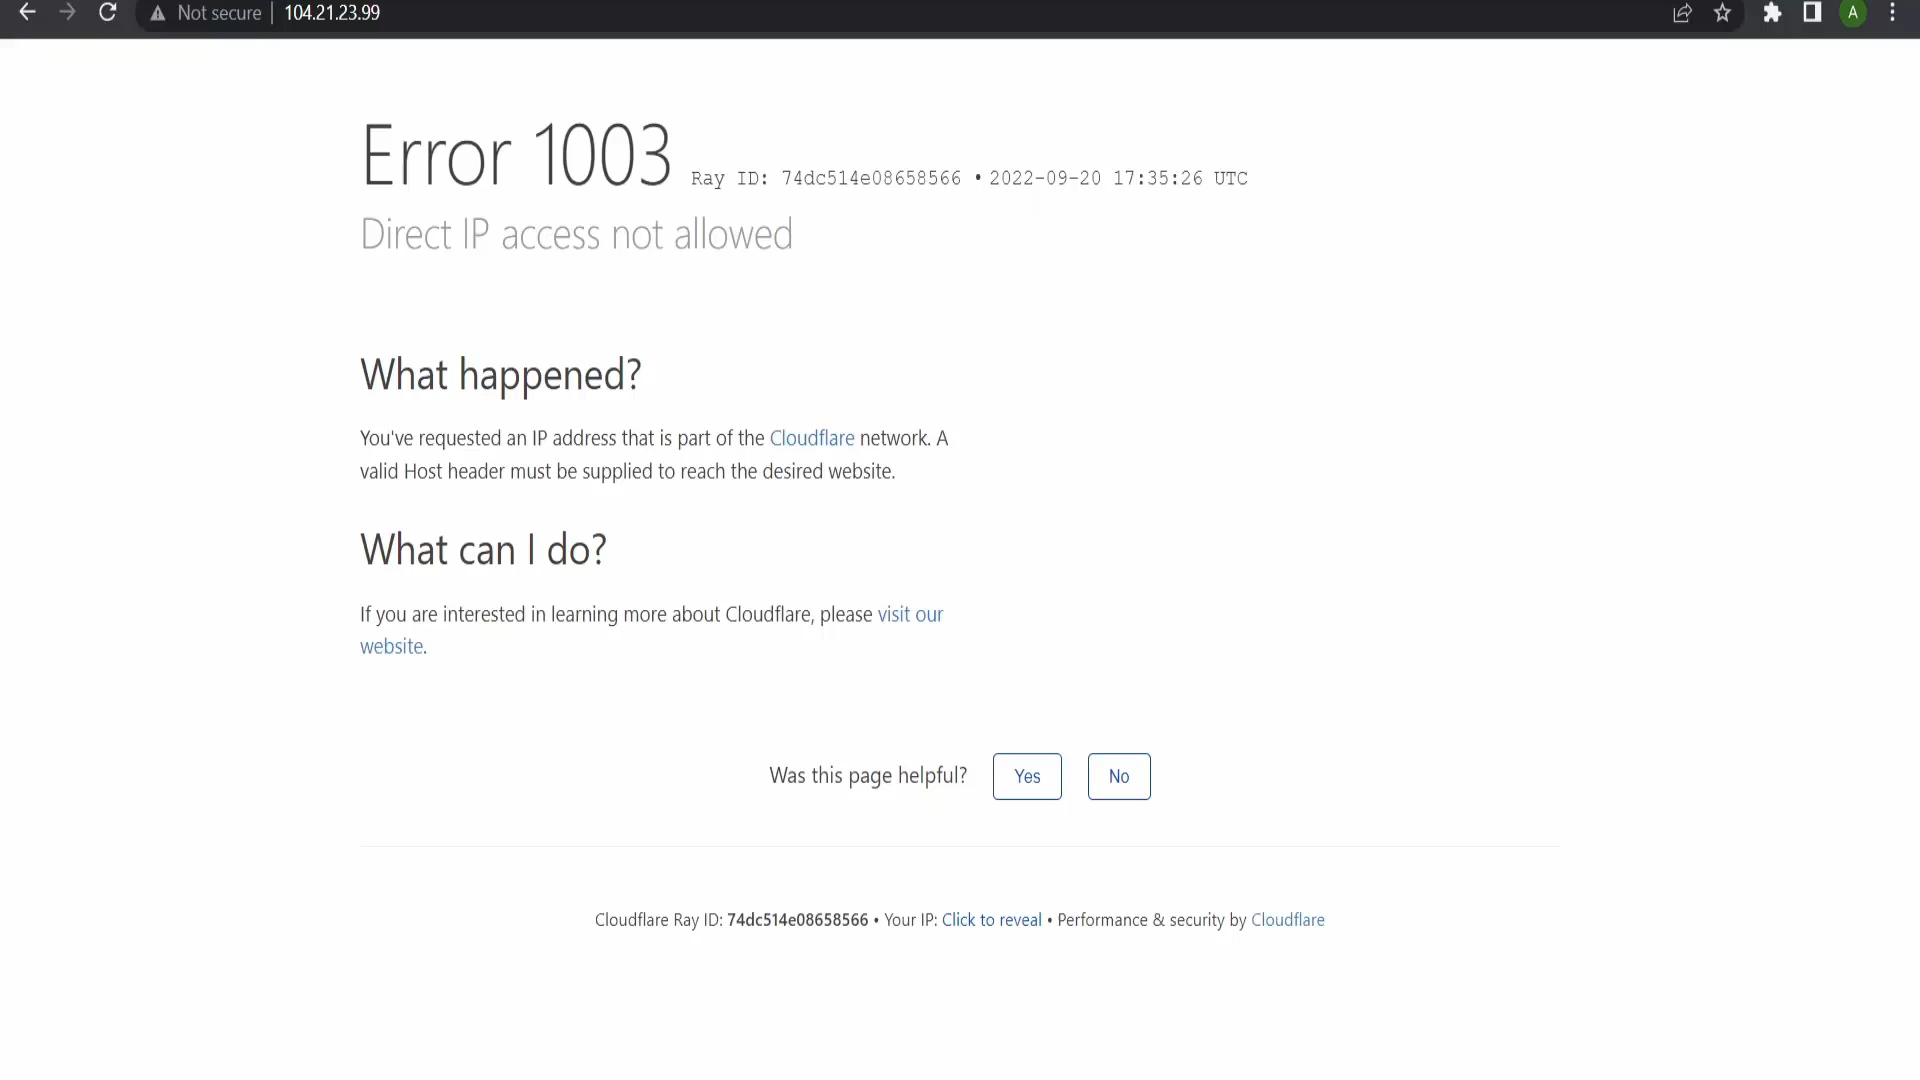 Not secure | 104.21.23.99
A
Error 1003 Ray ID: 74dc514e08658566 • 2022-09-20 17:35:26 UTC
Direct IP access not allowed
What happened?
You've requested an IP address that is part of the Cloudflare network. A
valid Host header must be supplied to reach the desired website.
What can I do?
If you are interested in learning more about Cloudflare, please visit our
website.
Was this page helpful? Yes No
Cloudflare Ray ID: 74dc514e08658566 • Your IP: Click to reveal • Performance & security by Cloudflare